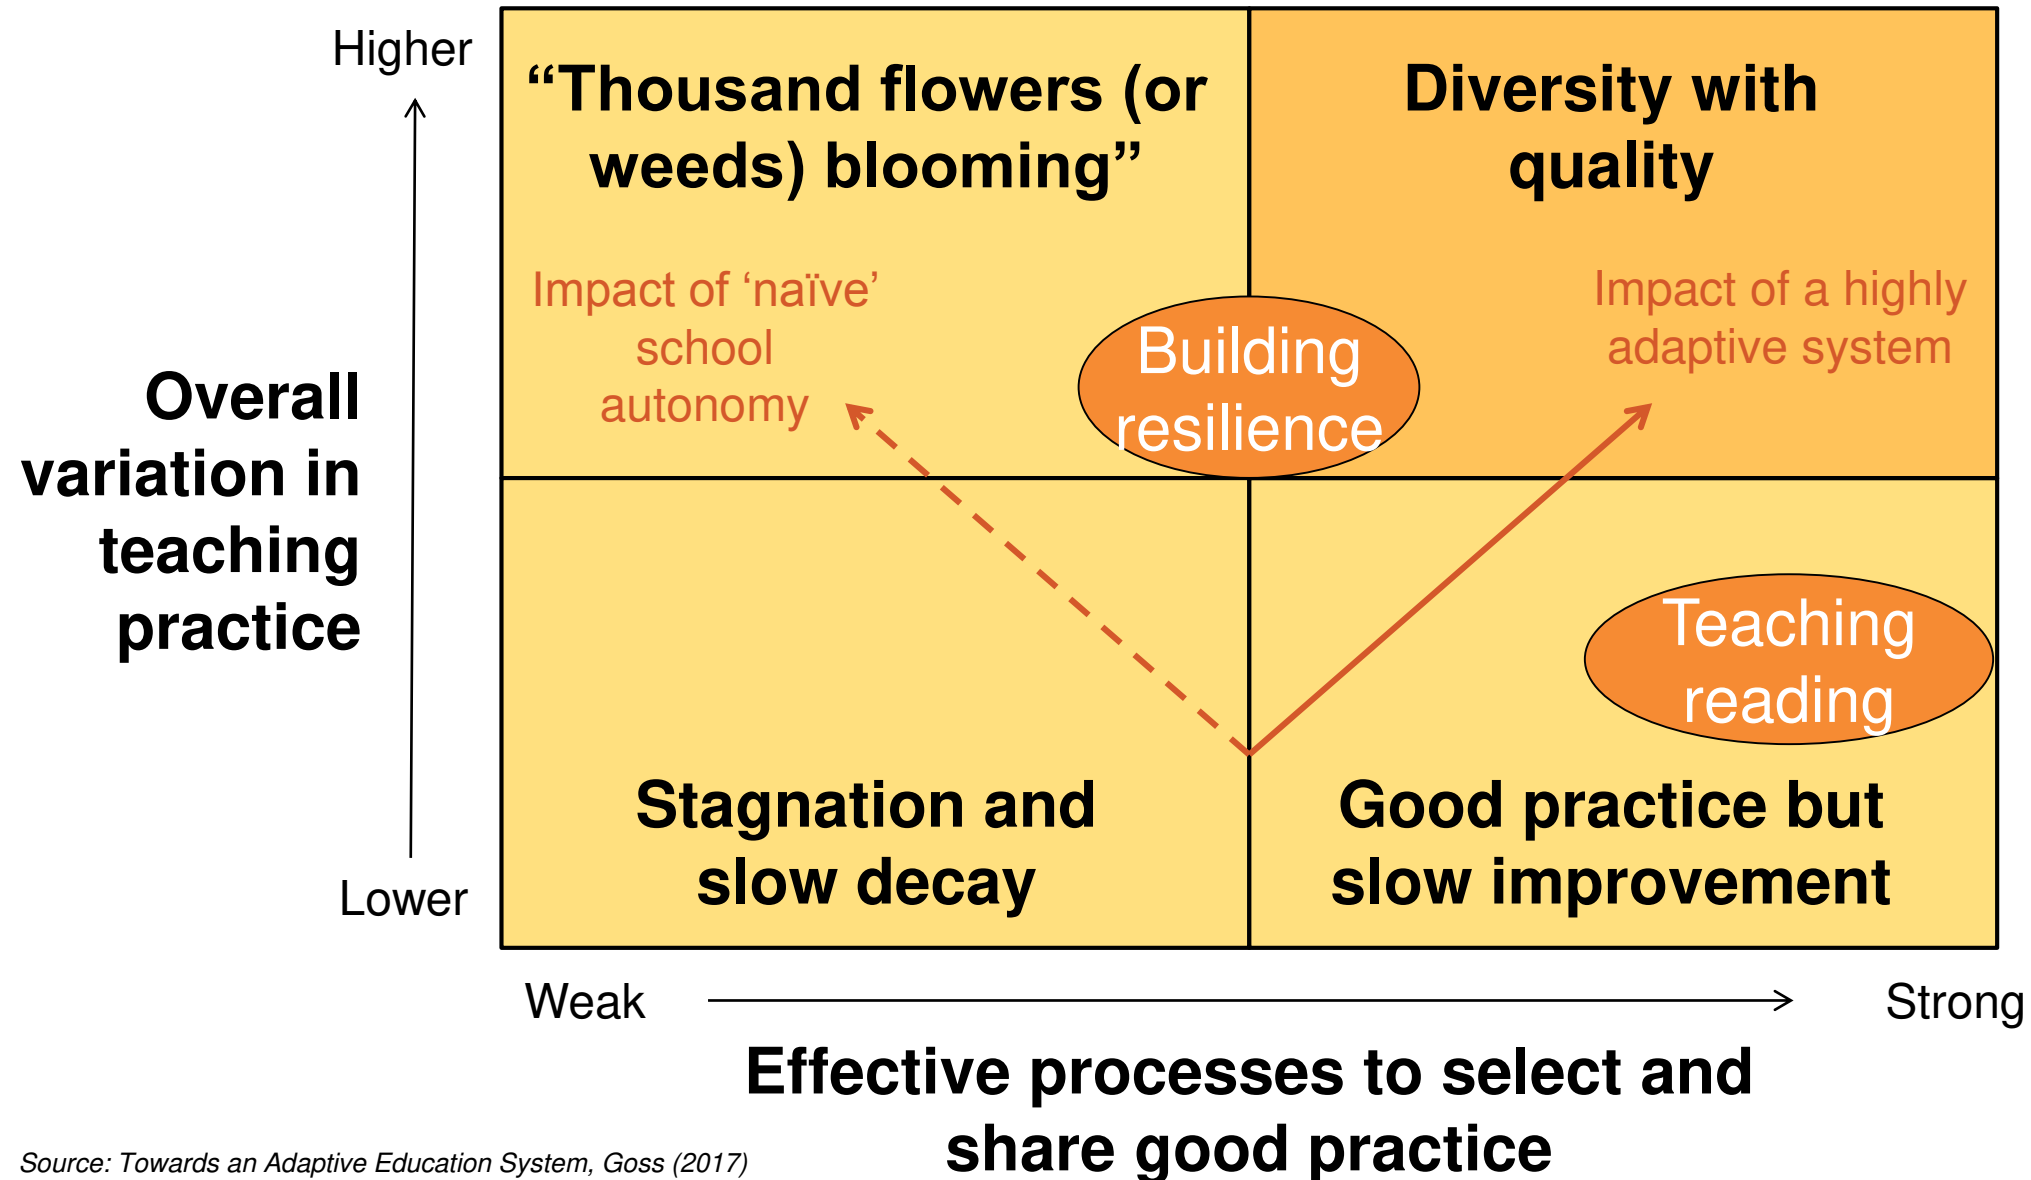 Higher
“Thousand flowers (or
weeds) blooming”
Diversity with
quality
Impact of ‘naïve’
school
autonomy
Building
resilience
Impact of a highly
adaptive system
Overall
variation in
teaching
practice
Teaching
reading
Stagnation and
slow decay
Good practice but
slow improvement
Lower
Weak
Strong
Effective processes to select and
share good practice
Source: Towards an Adaptive Education System, Goss (2017)